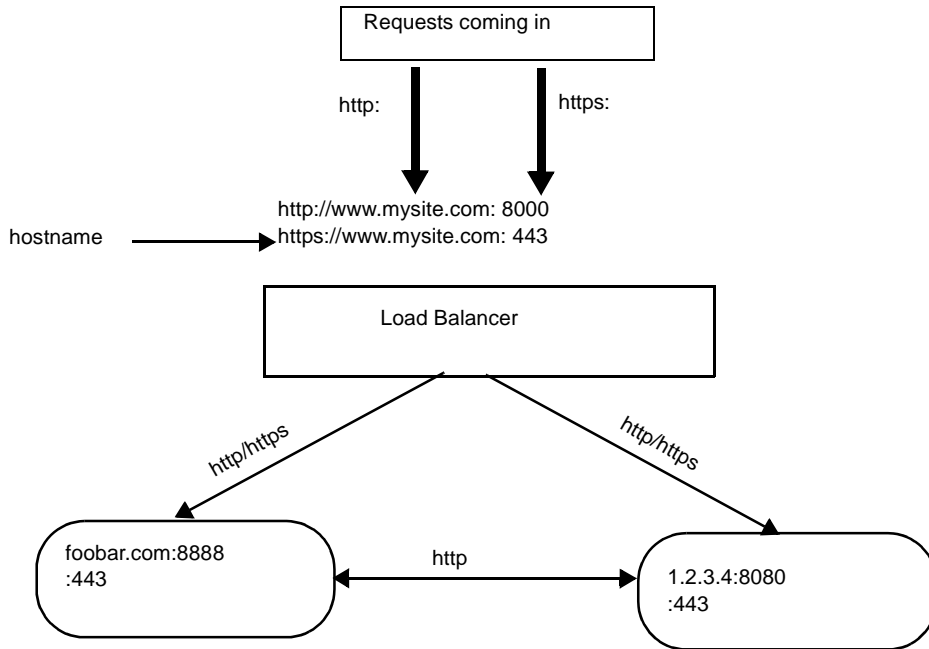 Requests coming in
http:
https:
http://www.mysite.com: 8000
hostname
https://www.mysite.com: 443
Load Balancer
http/https
http/https
foobar.com:8888
:443
http
1.2.3.4:8080
:443